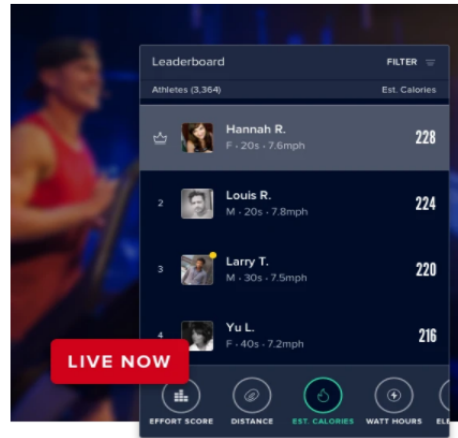 Leaderboard FILTER
Athletes (3,364) Est. Calories
Hannah R.
F · 20s · 7.6mph
228
2
Louis R.
M · 20s · 7.8mph
224
3
Larry T.
M · 30s · 7.5mph
220
4
Yu L.
F · 40s · 7.2mph
216
LIVE NOW
EFFORT SCORE DISTANCE EST. CALORIES WATT HOURS ELE